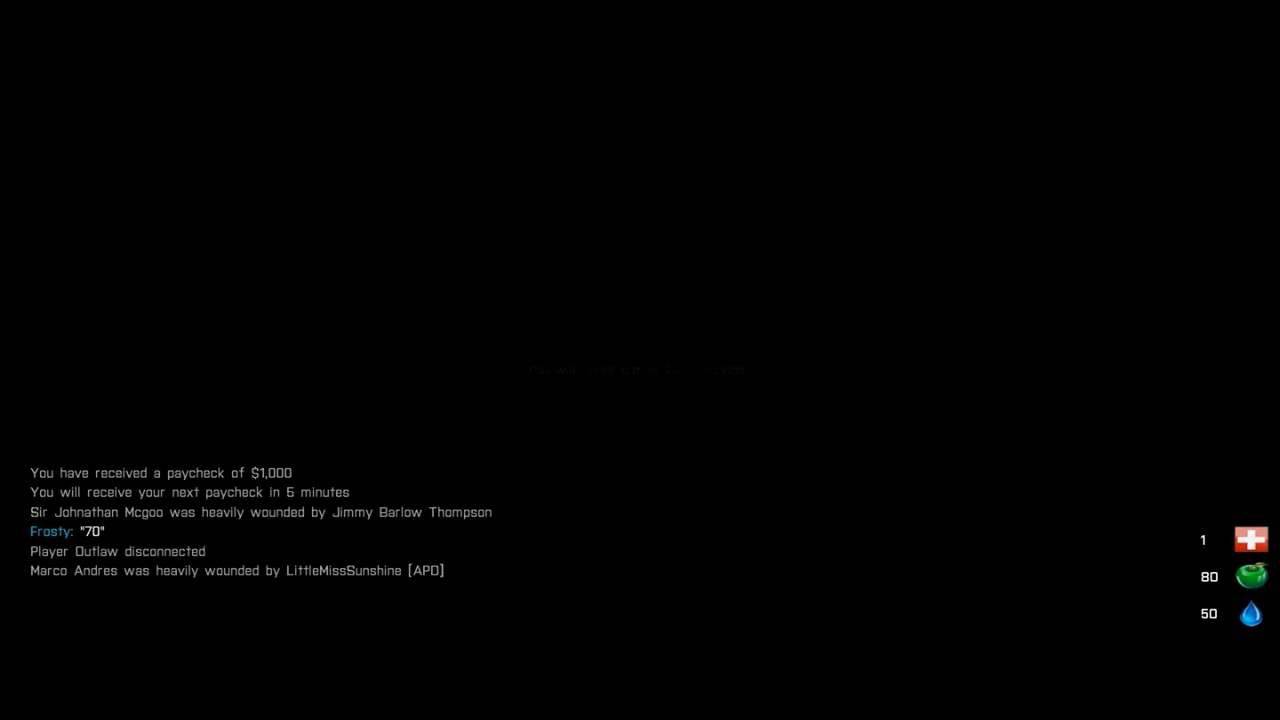 You will
You have received a paycheck of $1,000
You will receive your next paycheck in 5 minutes
Sir Johnathan Mcgoo was heavily wounded by Jimmy Barlow Thompson
Frosty: "70"
Player Outlaw disconnected
Marco Andres was heavily wounded by LittleMissSunshine [APD]
1
80
50